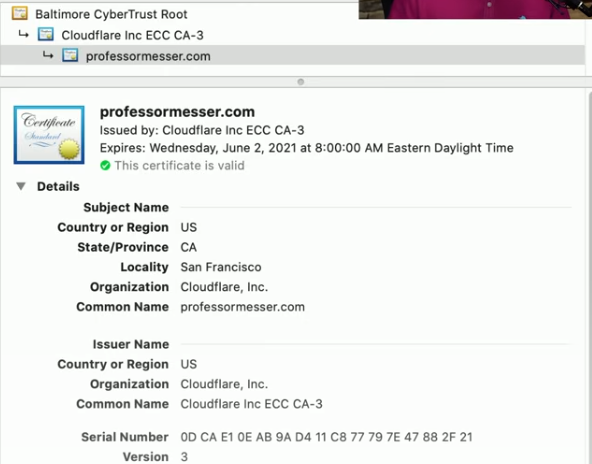 Baltimore CyberTrust Root
Cloudflare Inc ECC CA-3
professormesser.com
Certificate
Standard
professormesser.com
Issued by: Cloudflare Inc ECC CA-3
Expires: Wednesday, June 2, 2021 at 8:00:00 AM Eastern Daylight Time
This certificate is valid
Details
Subject Name
Country or Region US
State/Province CA
Locality San Francisco
Organization Cloudflare, Inc.
Common Name professormesser.com
Issuer Name
Country or Region US
Organization Cloudflare, Inc.
Common Name Cloudflare Inc ECC CA-3
Serial Number 0D CA E1 0E AB 9A D4 11 C8 77 79 7E 47 88 2F 21
Version 3